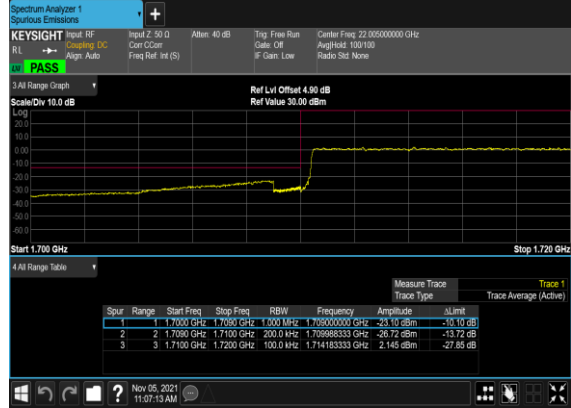 Spectrum Analyzer 1
Spurious Emissions
KEYSIGHT Input: RF Input Z: 50 Ω Atten: 40 dB Trig: Free Run Center Freq: 22.005000000 GHz
RL Coupling: DC Corr CCorr Gate: Off Avg|Hold: 100/100
Align: Auto Freq Ref: Int (S) IF Gain: Low Radio Std: None
PASS
3 All Range Graph
Ref Lvl Offset 4.90 dB
Scale/Div 10.0 dB Ref Value 30.00 dBm
Log
20.0
10.0
0.00
-10.0
-20.0
-30.0
-40.0
-50.0
-60.0
Start 1.700 GHz Stop 1.720 GHz
4 All Range Table
Measure Trace Trace 1
Trace Type Trace Average (Active)
Spur Range Start Freq Stop Freq RBW Frequency Amplitude ΔLimit
1 1 1.7000 GHz 1.7090 GHz 1.000 MHz 1.709000000 GHz -23.10 dBm -10.10 dB
2 2 1.7090 GHz 1.7100 GHz 200.0 kHz 1.709988333 GHz -26.72 dBm -13.72 dB
3 3 1.7100 GHz 1.7200 GHz 100.0 kHz 1.714183333 GHz 2.145 dBm -27.85 dB
? Nov 05, 2021
11:07:13 AM